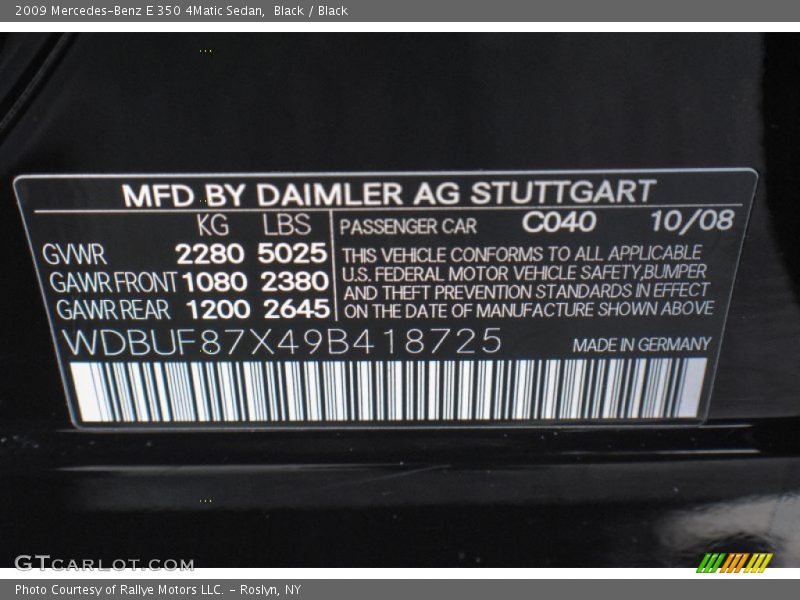 2009 Mercedes-Benz E 350 4Matic Sedan, Black / Black
MFD BY DAIMLER AG STUTTGART
KG LBS PASSENGER CAR C040 10/08
GVWR 2280 5025
GAWR FRONT 1080 2380
GAWR REAR 1200 2645
THIS VEHICLE CONFORMS TO ALL APPLICABLE
U.S. FEDERAL MOTOR VEHICLE SAFETY, BUMPER
AND THEFT PREVENTION STANDARDS IN EFFECT
ON THE DATE OF MANUFACTURE SHOWN ABOVE
WDBUF87X49B418725 MADE IN GERMANY
GTCARLOT.COM
Photo Courtesy of Rallye Motors LLC. - Roslyn, NY